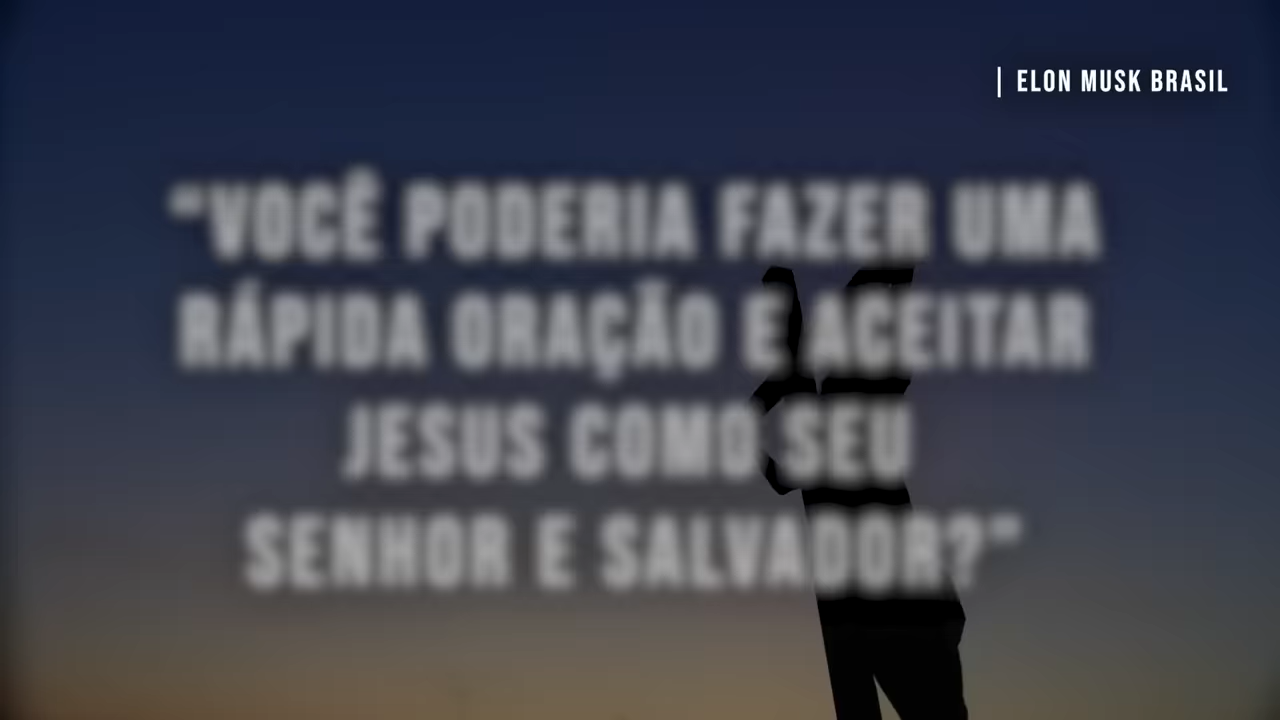 | ELON MUSK BRASIL
“VOCÊ PODERIA FAZER UMA
RÁPIDA ORAÇÃO E ACEITAR
JESUS COMO SEU
SENHOR E SALVADOR?”